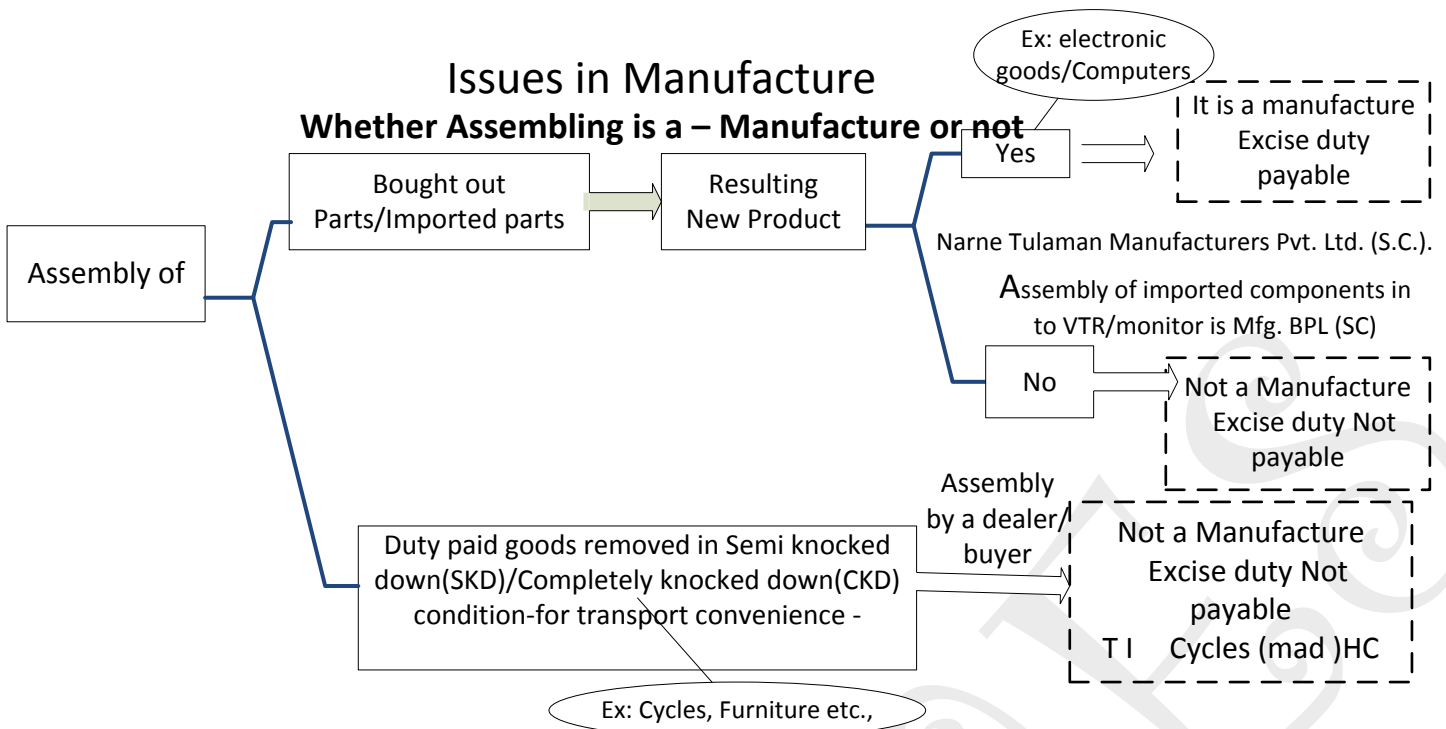 Issues in Manufacture
Whether Assembling is a – Manufacture or not
Ex: electronic
goods/Computers
Yes
It is a manufacture
Excise duty
payable
Bought out
Parts/Imported parts
Resulting
New Product
Assembly of
Narne Tulaman Manufacturers Pvt. Ltd. (S.C.).
Assembly of imported components in
to VTR/monitor is Mfg. BPL (SC)
No
Not a Manufacture
Excise duty Not
payable
Duty paid goods removed in Semi knocked
down(SKD)/Completely knocked down(CKD)
condition-for transport convenience -
Assembly
by a dealer/
buyer
Not a Manufacture
Excise duty Not
payable
T I Cycles (mad )HC
Ex: Cycles, Furniture etc.,